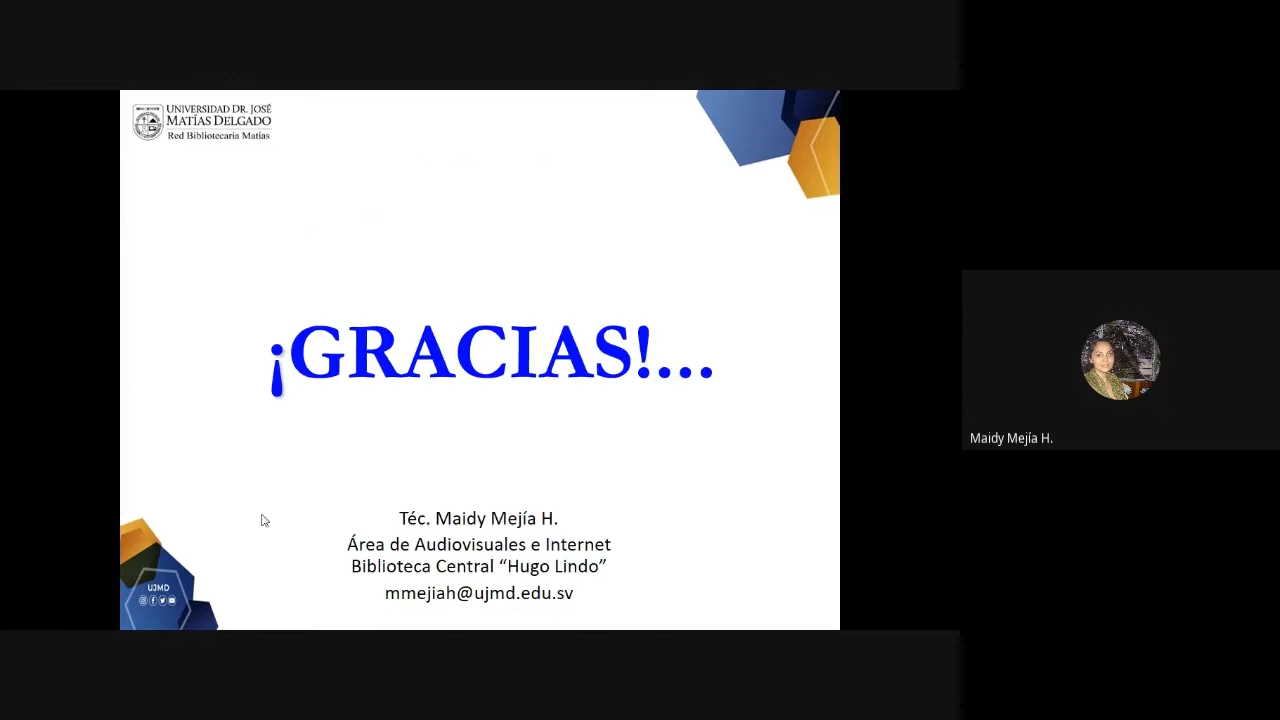 UNIVERSIDAD DR. JOSÉ
MATÍAS DELGADO
Red Bibliotecaria Matías
¡GRACIAS!...
Maidy Mejía H.
Téc. Maidy Mejía H.
Área de Audiovisuales e Internet
Biblioteca Central “Hugo Lindo”
mmejiah@ujmd.edu.sv
UJMD